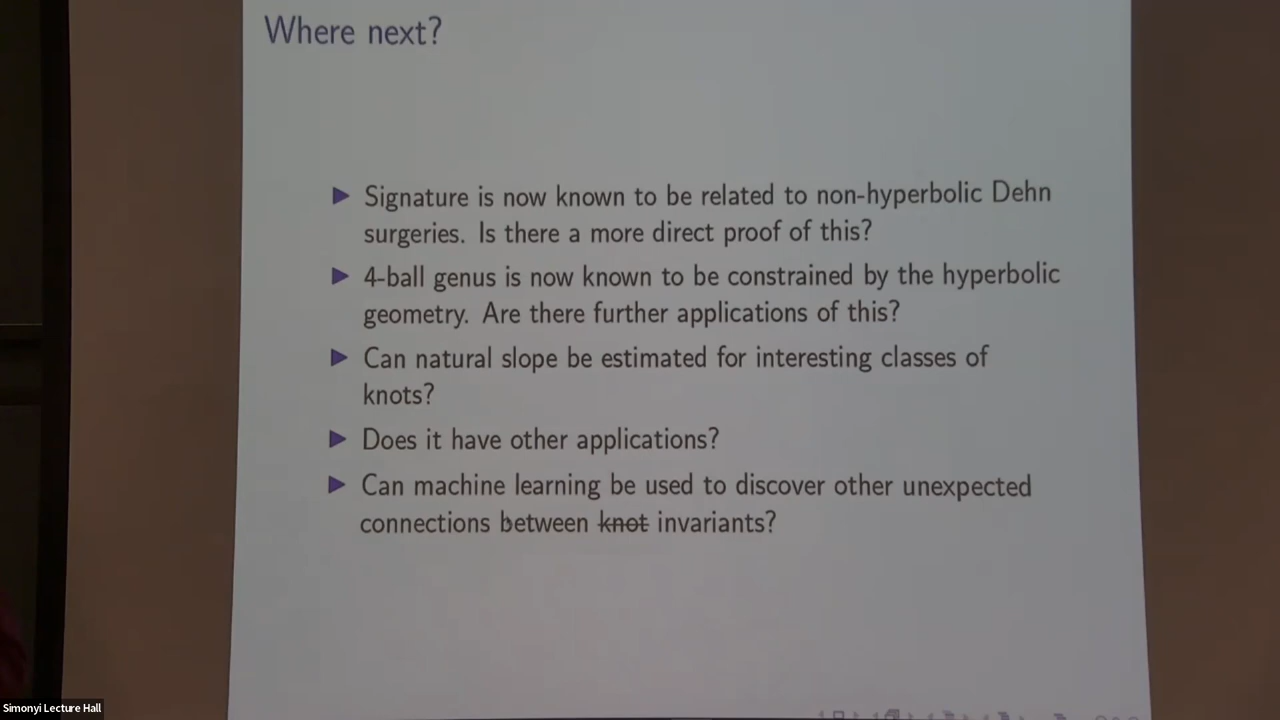 Where next?
Signature is now known to be related to non-hyperbolic Dehn
surgeries. Is there a more direct proof of this?
4-ball genus is now known to be constrained by the hyperbolic
geometry. Are there further applications of this?
Can natural slope be estimated for interesting classes of
knots?
Does it have other applications?
Can machine learning be used to discover other unexpected
connections between knot invariants?
Simonyi Lecture Hall